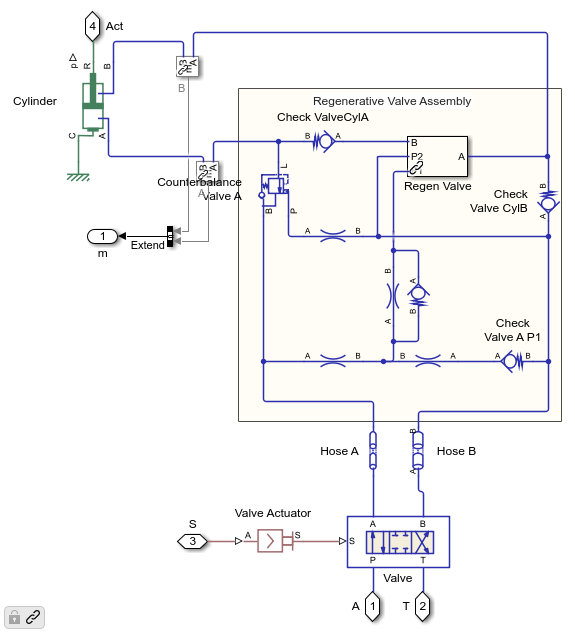 4 Act
p R B
B A
B
Cylinder
C A
Regenerative Valve Assembly
Check ValveCylA
B A
B
P2
A
Regen Valve
L
Counterbalance
Valve A
A
B P
Check
Valve CylB
B
A
1
m
Extend
A B
B
A
A
B
Check
Valve A P1
A B
B A
A B
Hose A
Hose B
B
A
Valve Actuator
S
3
A S
S
A B
P T
Valve
A 1
T 2